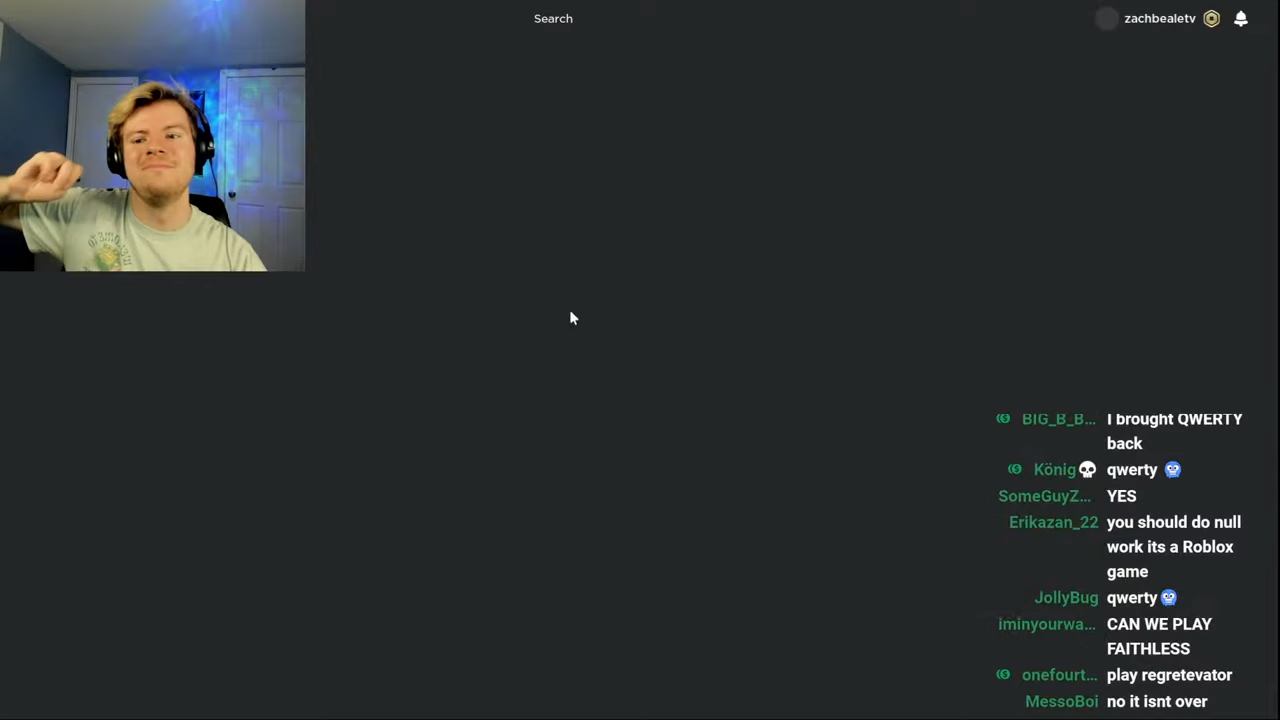 Search
zachbealetv
BIG_B_B... I brought QWERTY
back
König💀 qwerty
SomeGuyZ... YES
Erikazan_22 you should do null
work its a Roblox
game
JollyBug qwerty
iminyourwa... CAN WE PLAY
FAITHLESS
onefourt... play regretevator
MessoBoi no it isnt over